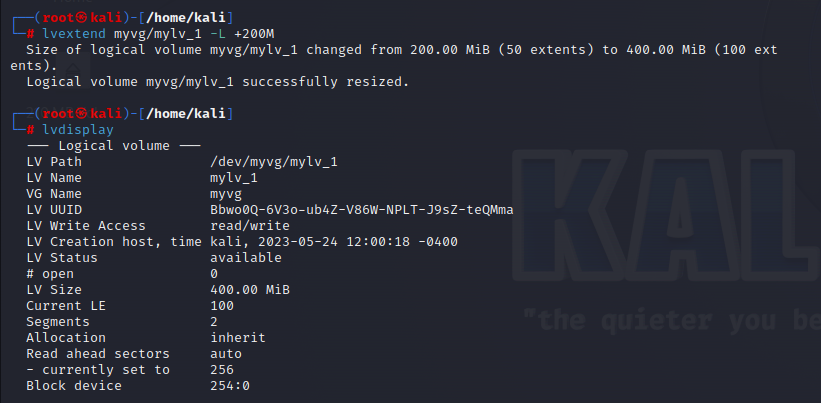 ┌──(root㉿kali)-[/home/kali]
└─# lvextend myvg/mylv_1 -L +200M
  Size of logical volume myvg/mylv_1 changed from 200.00 MiB (50 extents) to 400.00 MiB (100 ext
ents).
  Logical volume myvg/mylv_1 successfully resized.

┌──(root㉿kali)-[/home/kali]
└─# lvdisplay
  --- Logical volume ---
  LV Path                /dev/myvg/mylv_1
  LV Name                mylv_1
  VG Name                myvg
  LV UUID                Bbwo0Q-6V3o-ub4Z-V86W-NPLT-J9sZ-teQMma
  LV Write Access        read/write
  LV Creation host, time kali, 2023-05-24 12:00:18 -0400
  LV Status              available
  # open                 0
  LV Size                400.00 MiB
  Current LE             100
  Segments               2
  Allocation             inherit
  Read ahead sectors     auto
  - currently set to     256
  Block device           254:0
KAL
"the quieter you be